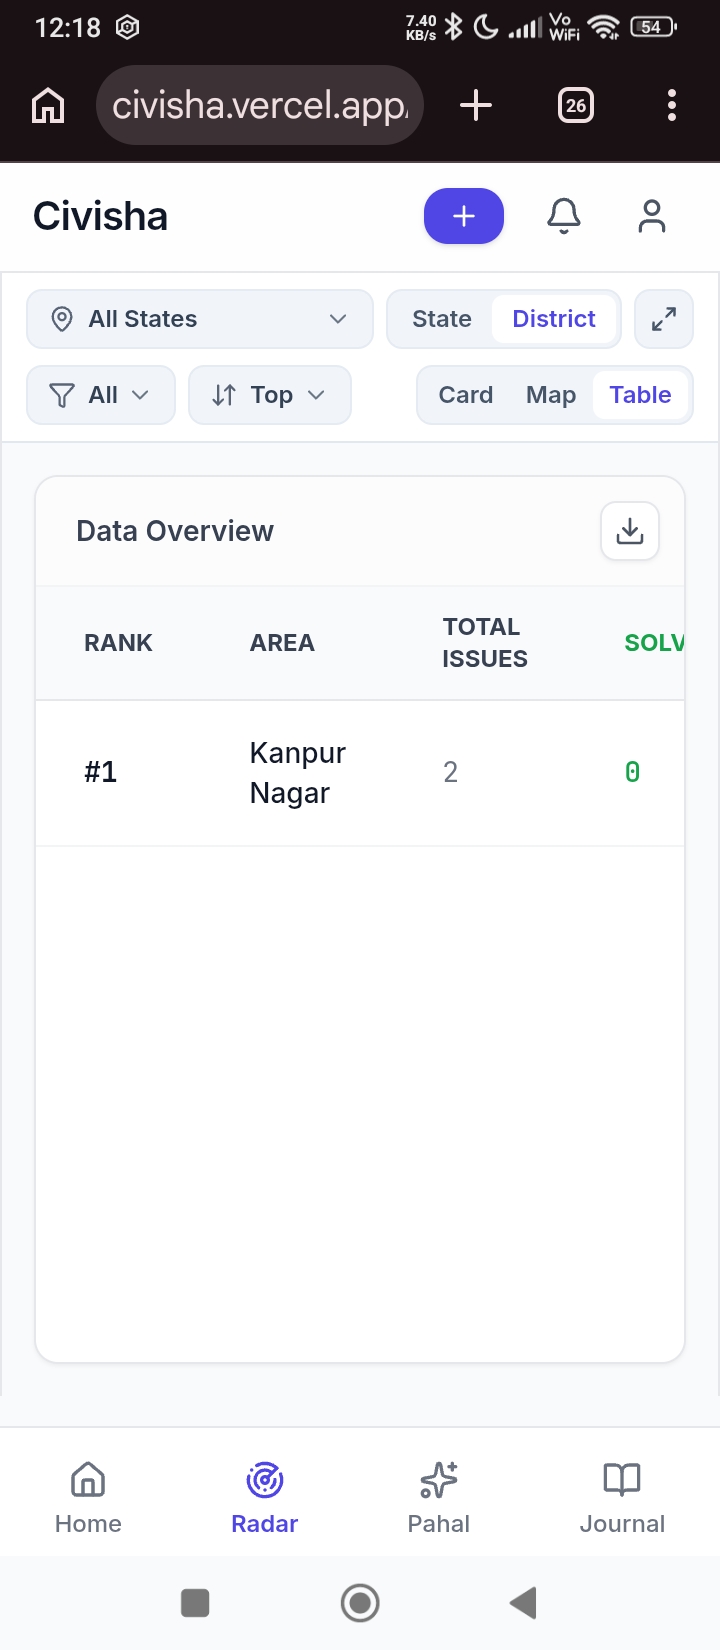 12:18
7.40
KB/s
Vo
WiFi
54
civisha.vercel.app/
26
Civisha
All States
State
District
All
Top
Card
Map
Table
Data Overview
RANK
AREA
TOTAL
ISSUES
SOLV
#1
Kanpur
Nagar
2
0
Home
Radar
Pahal
Journal